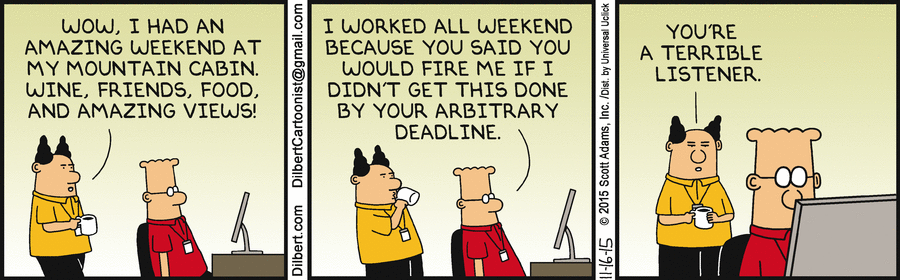 WOW, I HAD AN
AMAZING WEEKEND AT
MY MOUNTAIN CABIN.
WINE, FRIENDS, FOOD,
AND AMAZING VIEWS!
Dilbert.com DilbertCartoonist@gmail.com
I WORKED ALL WEEKEND
BECAUSE YOU SAID YOU
WOULD FIRE ME IF I
DIDN'T GET THIS DONE
BY YOUR ARBITRARY
DEADLINE.
11-16-15 © 2015 Scott Adams, Inc. /Dist. by Universal Uclick
YOU'RE
A TERRIBLE
LISTENER.